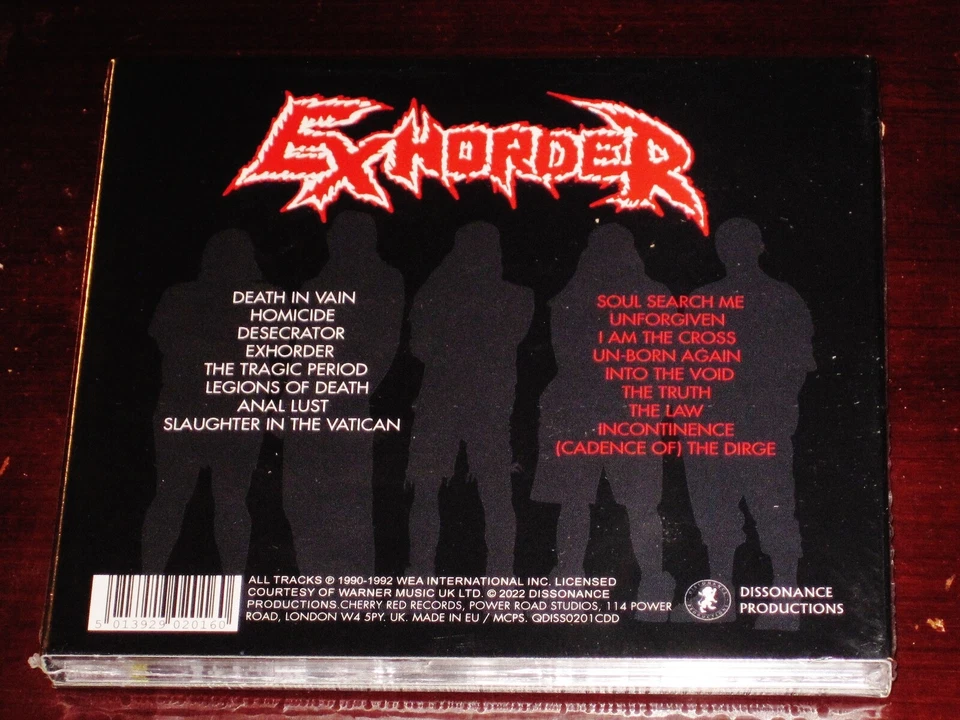 EXHORDER
DEATH IN VAIN
HOMICIDE
DESECRATOR
EXHORDER
THE TRAGIC PERIOD
LEGIONS OF DEATH
ANAL LUST
SLAUGHTER IN THE VATICAN
SOUL SEARCH ME
UNFORGIVEN
I AM THE CROSS
UN-BORN AGAIN
INTO THE VOID
THE TRUTH
THE LAW
INCONTINENCE
(CADENCE OF) THE DIRGE
5 013929 020160
ALL TRACKS ℗ 1990-1992 WEA INTERNATIONAL INC. LICENSED
COURTESY OF WARNER MUSIC UK LTD. © 2022 DISSONANCE
PRODUCTIONS.CHERRY RED RECORDS, POWER ROAD STUDIOS, 114 POWER
ROAD, LONDON W4 5PY. UK. MADE IN EU / MCPS. QDISS0201CDD
DISSONANCE
PRODUCTIONS